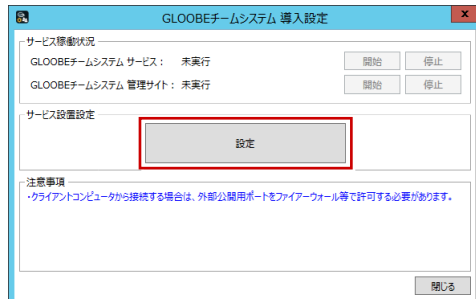 GLOOBEチームシステム 導入設定
x
サービス稼働状況
GLOOBEチームシステム サービス： 未実行 開始 停止
GLOOBEチームシステム 管理サイト： 未実行 開始 停止
サービス設置設定
設定
注意事項
・クライアントコンピュータから接続する場合は、外部公開用ポートをファイアーウォール等で許可する必要があります。
閉じる